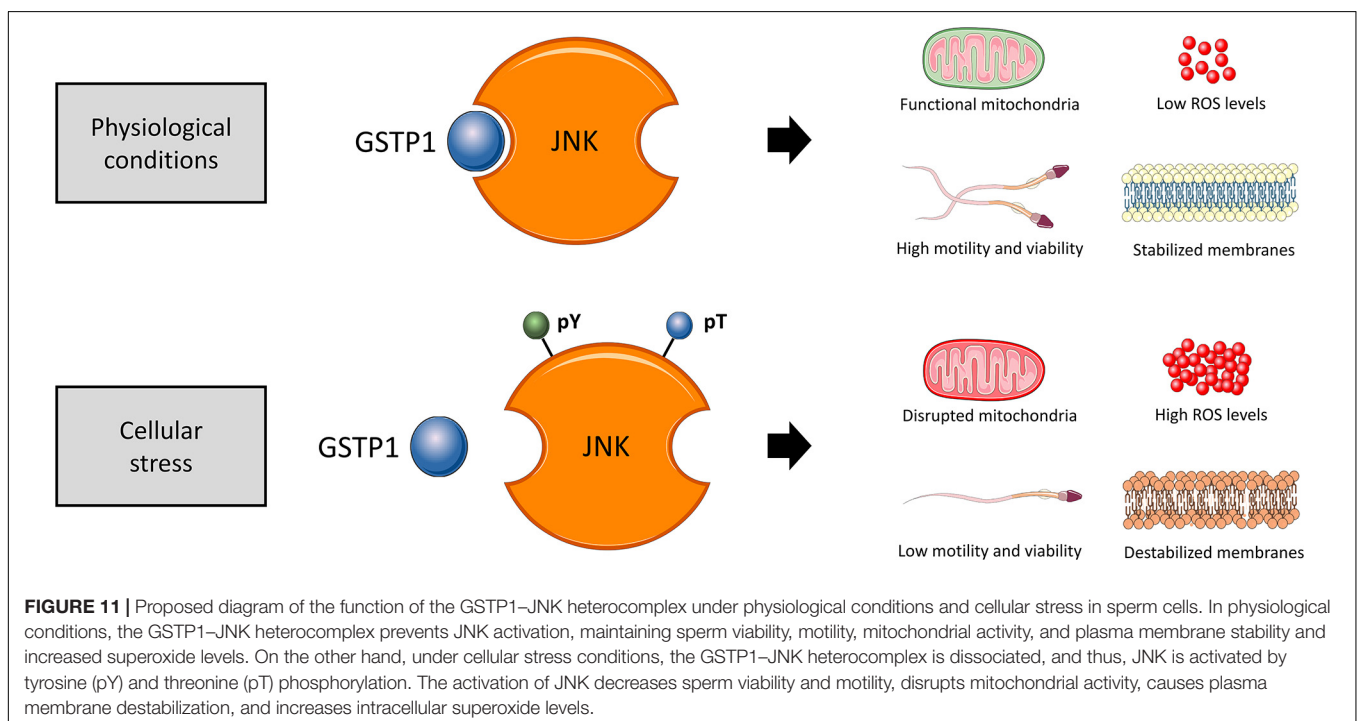 Physiological
conditions
GSTP1
JNK
Functional mitochondria
Low ROS levels
High motility and viability
Stabilized membranes
Cellular
stress
GSTP1
pY
pT
JNK
Disrupted mitochondria
High ROS levels
Low motility and viability
Destabilized membranes
FIGURE 11 | Proposed diagram of the function of the GSTP1–JNK heterocomplex under physiological conditions and cellular stress in sperm cells. In physiological
conditions, the GSTP1–JNK heterocomplex prevents JNK activation, maintaining sperm viability, motility, mitochondrial activity, and plasma membrane stability and
increased superoxide levels. On the other hand, under cellular stress conditions, the GSTP1–JNK heterocomplex is dissociated, and thus, JNK is activated by
tyrosine (pY) and threonine (pT) phosphorylation. The activation of JNK decreases sperm viability and motility, disrupts mitochondrial activity, causes plasma
membrane destabilization, and increases intracellular superoxide levels.